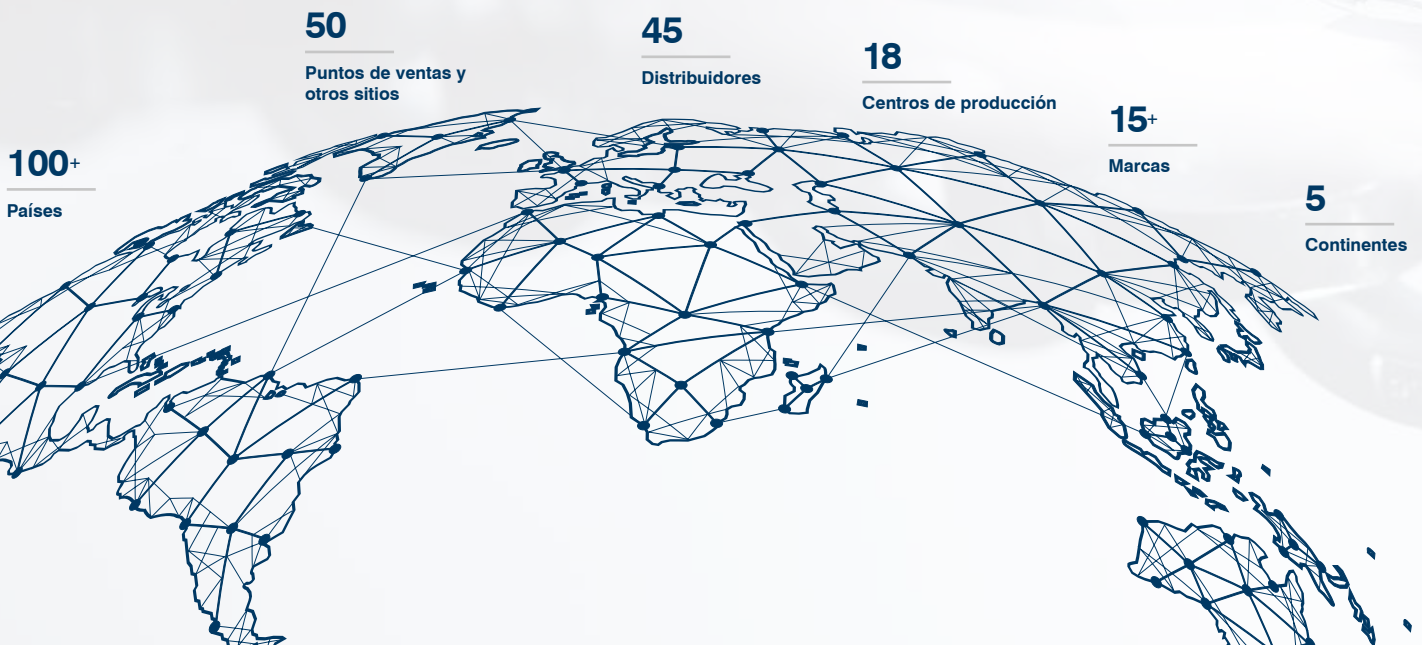 100+
Países
50
Puntos de ventas y
otros sitios
45
Distribuidores
18
Centros de producción
15+
Marcas
5
Continentes